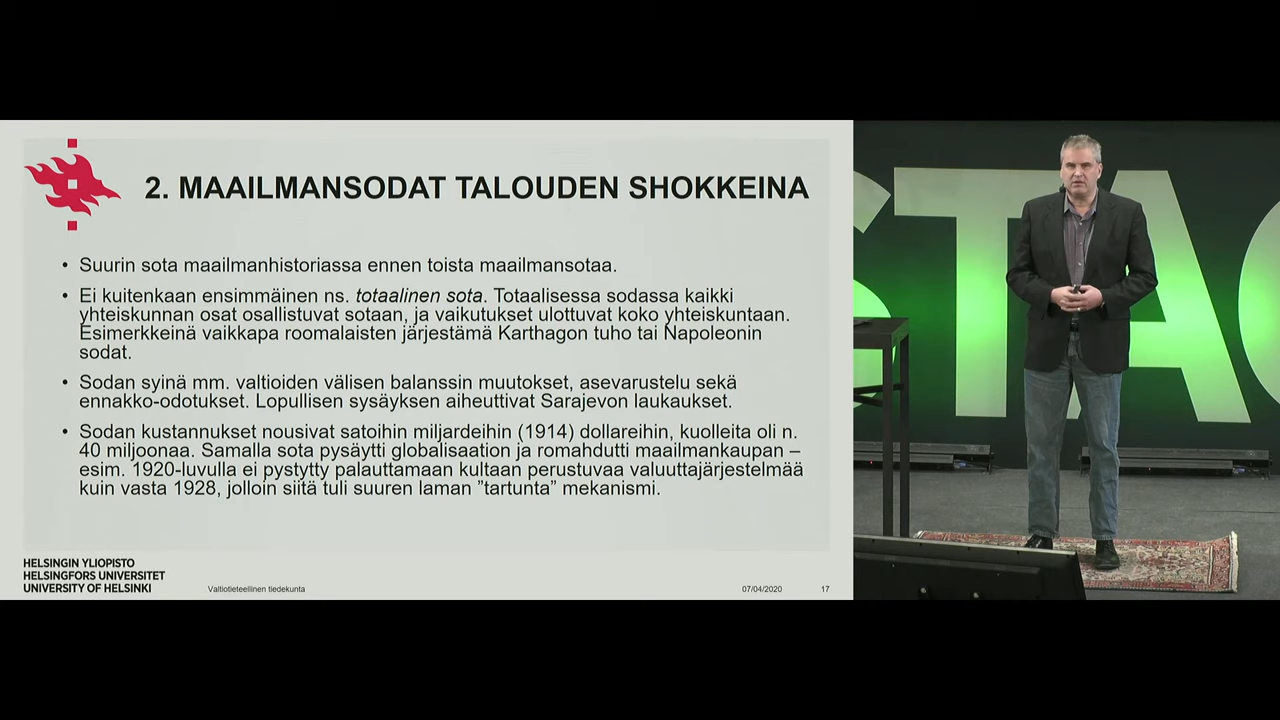 2. MAAILMANSODAT TALOUDEN SHOKKEINA
• Suurin sota maailmanhistoriassa ennen toista maailmansotaa.
• Ei kuitenkaan ensimmäinen ns. totaalinen sota. Totaalisessa sodassa kaikki
yhteiskunnan osat osallistuvat sotaan, ja vaikutukset ulottuvat koko yhteiskuntaan.
Esimerkkeinä vaikkapa roomalaisten järjestämä Karthagon tuho tai Napoleonin
sodat.
• Sodan syinä mm. valtioiden välisen balanssin muutokset, asevarustelu sekä
ennakko-odotukset. Lopullisen sysäyksen aiheuttivat Sarajevon laukaukset.
• Sodan kustannukset nousivat satoihin miljardeihin (1914) dollareihin, kuolleita oli n.
40 miljoonaa. Samalla sota pysäytti globalisaation ja romahdutti maailmankaupan –
esim. 1920-luvulla ei pystytty palauttamaan kultaan perustuvaa valuuttajärjestelmää
kuin vasta 1928, jolloin siitä tuli suuren laman ”tartunta” mekanismi.
HELSINGIN YLIOPISTO
HELSINGFORS UNIVERSITET
UNIVERSITY OF HELSINKI
Valtiotieteellinen tiedekunta
07/04/2020
17
STAG